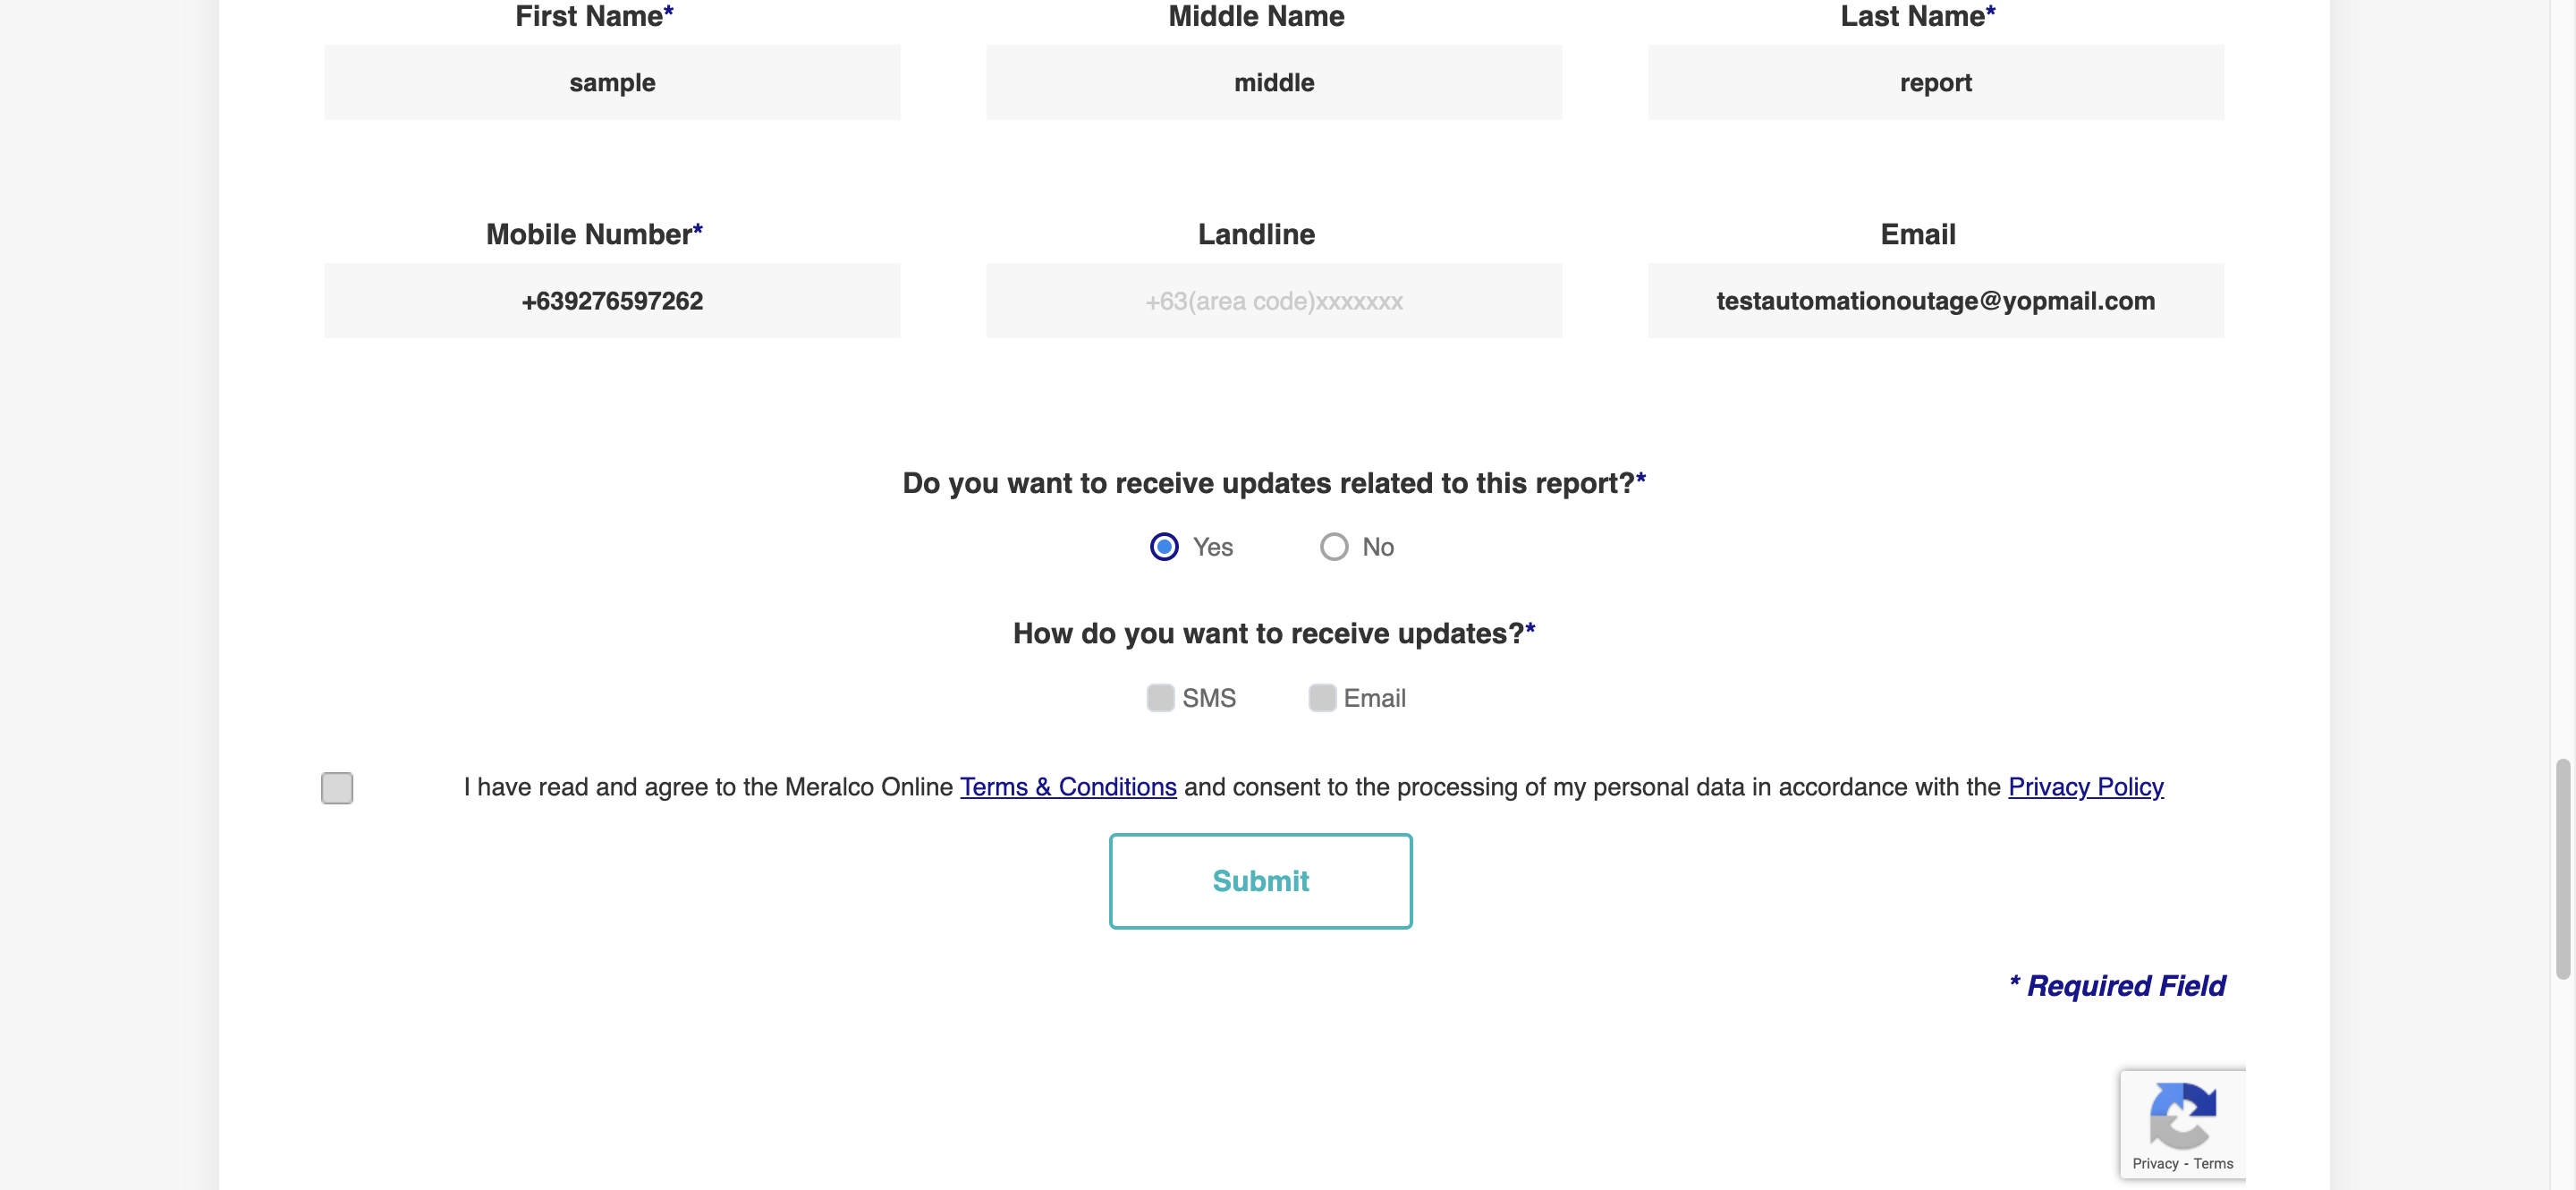 First Name*
Middle Name
Last Name*
sample
middle
report
Mobile Number*
Landline
Email
+639276597262
+63(area code)xxxxxxx
testautomationoutage@yopmail.com
Do you want to receive updates related to this report?*
Yes
No
How do you want to receive updates?*
SMS
Email
I have read and agree to the Meralco Online Terms & Conditions and consent to the processing of my personal data in accordance with the Privacy Policy
Submit
* Required Field
Privacy - Terms